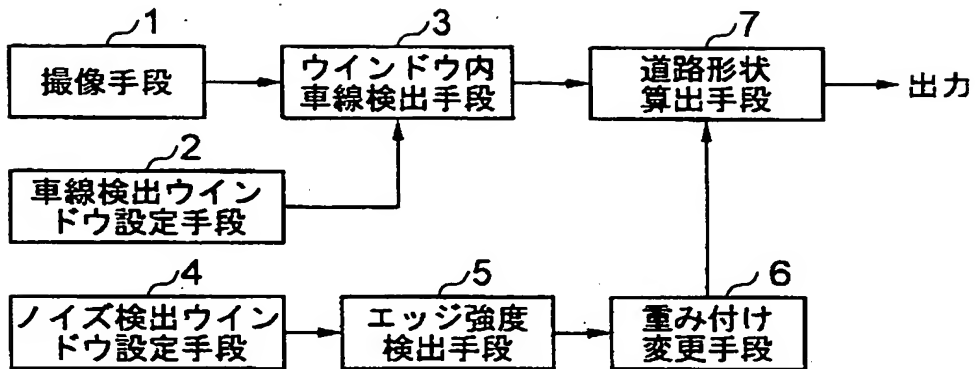 1
撮像手段
3
ウインドウ内
車線検出手段
7
道路形状
算出手段
出力
2
車線検出ウイン
ドウ設定手段
4
ノイズ検出ウイン
ドウ設定手段
5
エッジ強度
検出手段
6
重み付け
変更手段